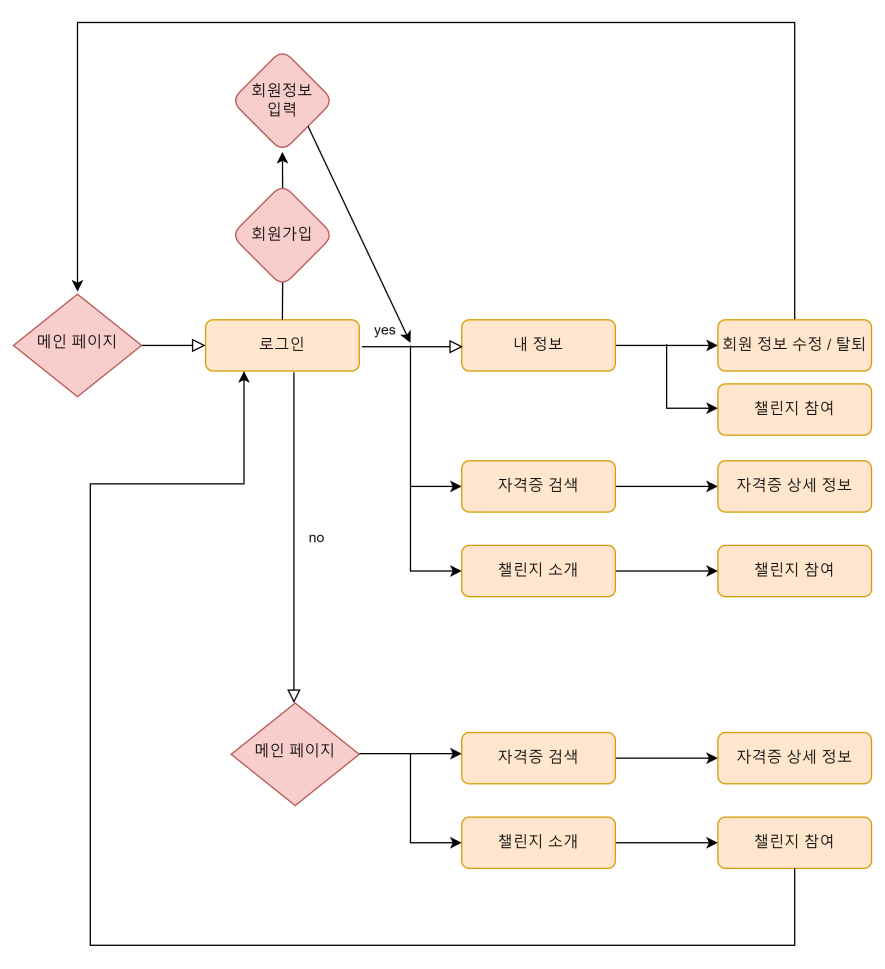 회원정보
입력
회원가입
메인 페이지
로그인
yes
내 정보
회원 정보 수정 / 탈퇴
챌린지 참여
자격증 검색
자격증 상세 정보
no
챌린지 소개
챌린지 참여
메인 페이지
자격증 검색
자격증 상세 정보
챌린지 소개
챌린지 참여